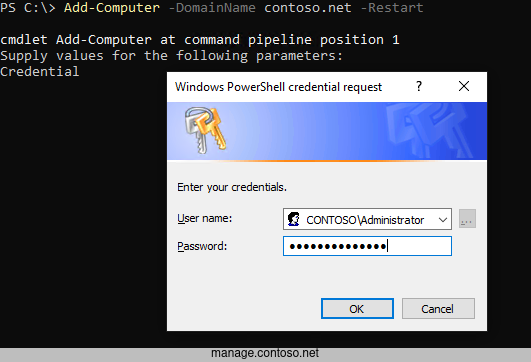 PS C:\> Add-Computer -DomainName contoso.net -Restart
cmdlet Add-Computer at command pipeline position 1
Supply values for the following parameters:
Credential
Windows PowerShell credential request
Enter your credentials.
User name: CONTOSO\Administrator ...
Password: ●●●●●●●●●●●●●●
OK Cancel
manage.contoso.net